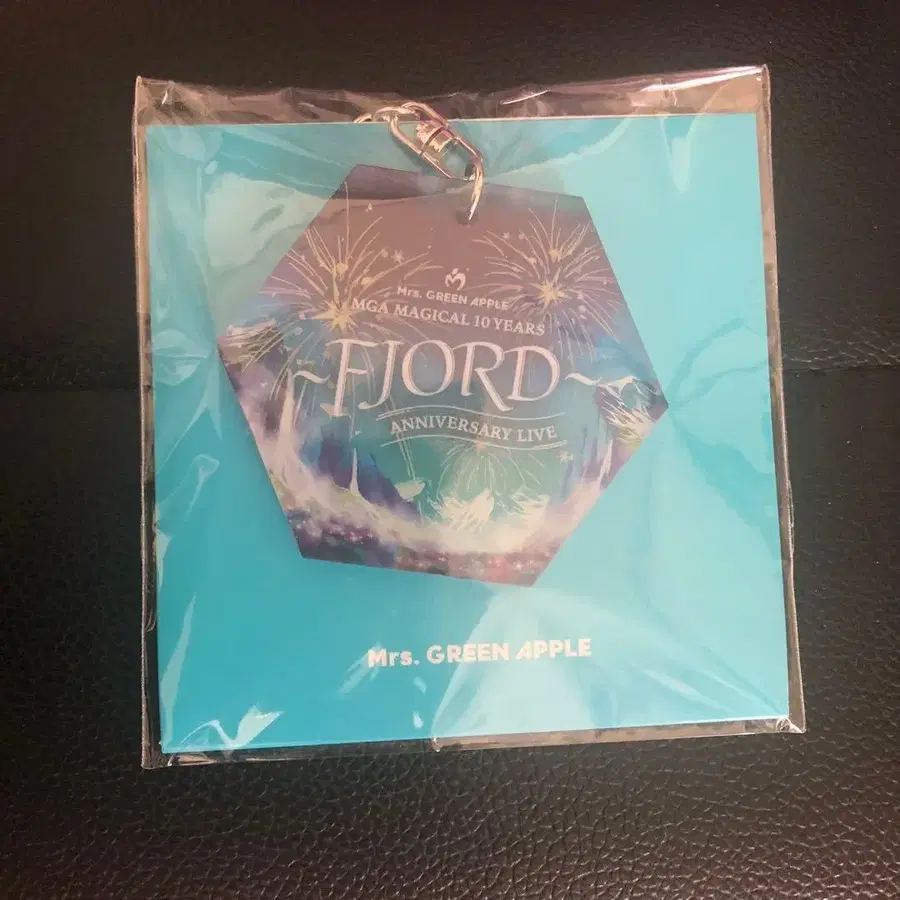 Mrs. GREEN APPLE
MGA MAGICAL 10 YEARS
~FJORD~
ANNIVERSARY LIVE
Mrs. GREEN APPLE